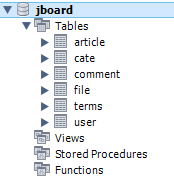 jboard
Tables
article
cate
comment
file
terms
user
Views
Stored Procedures
Functions